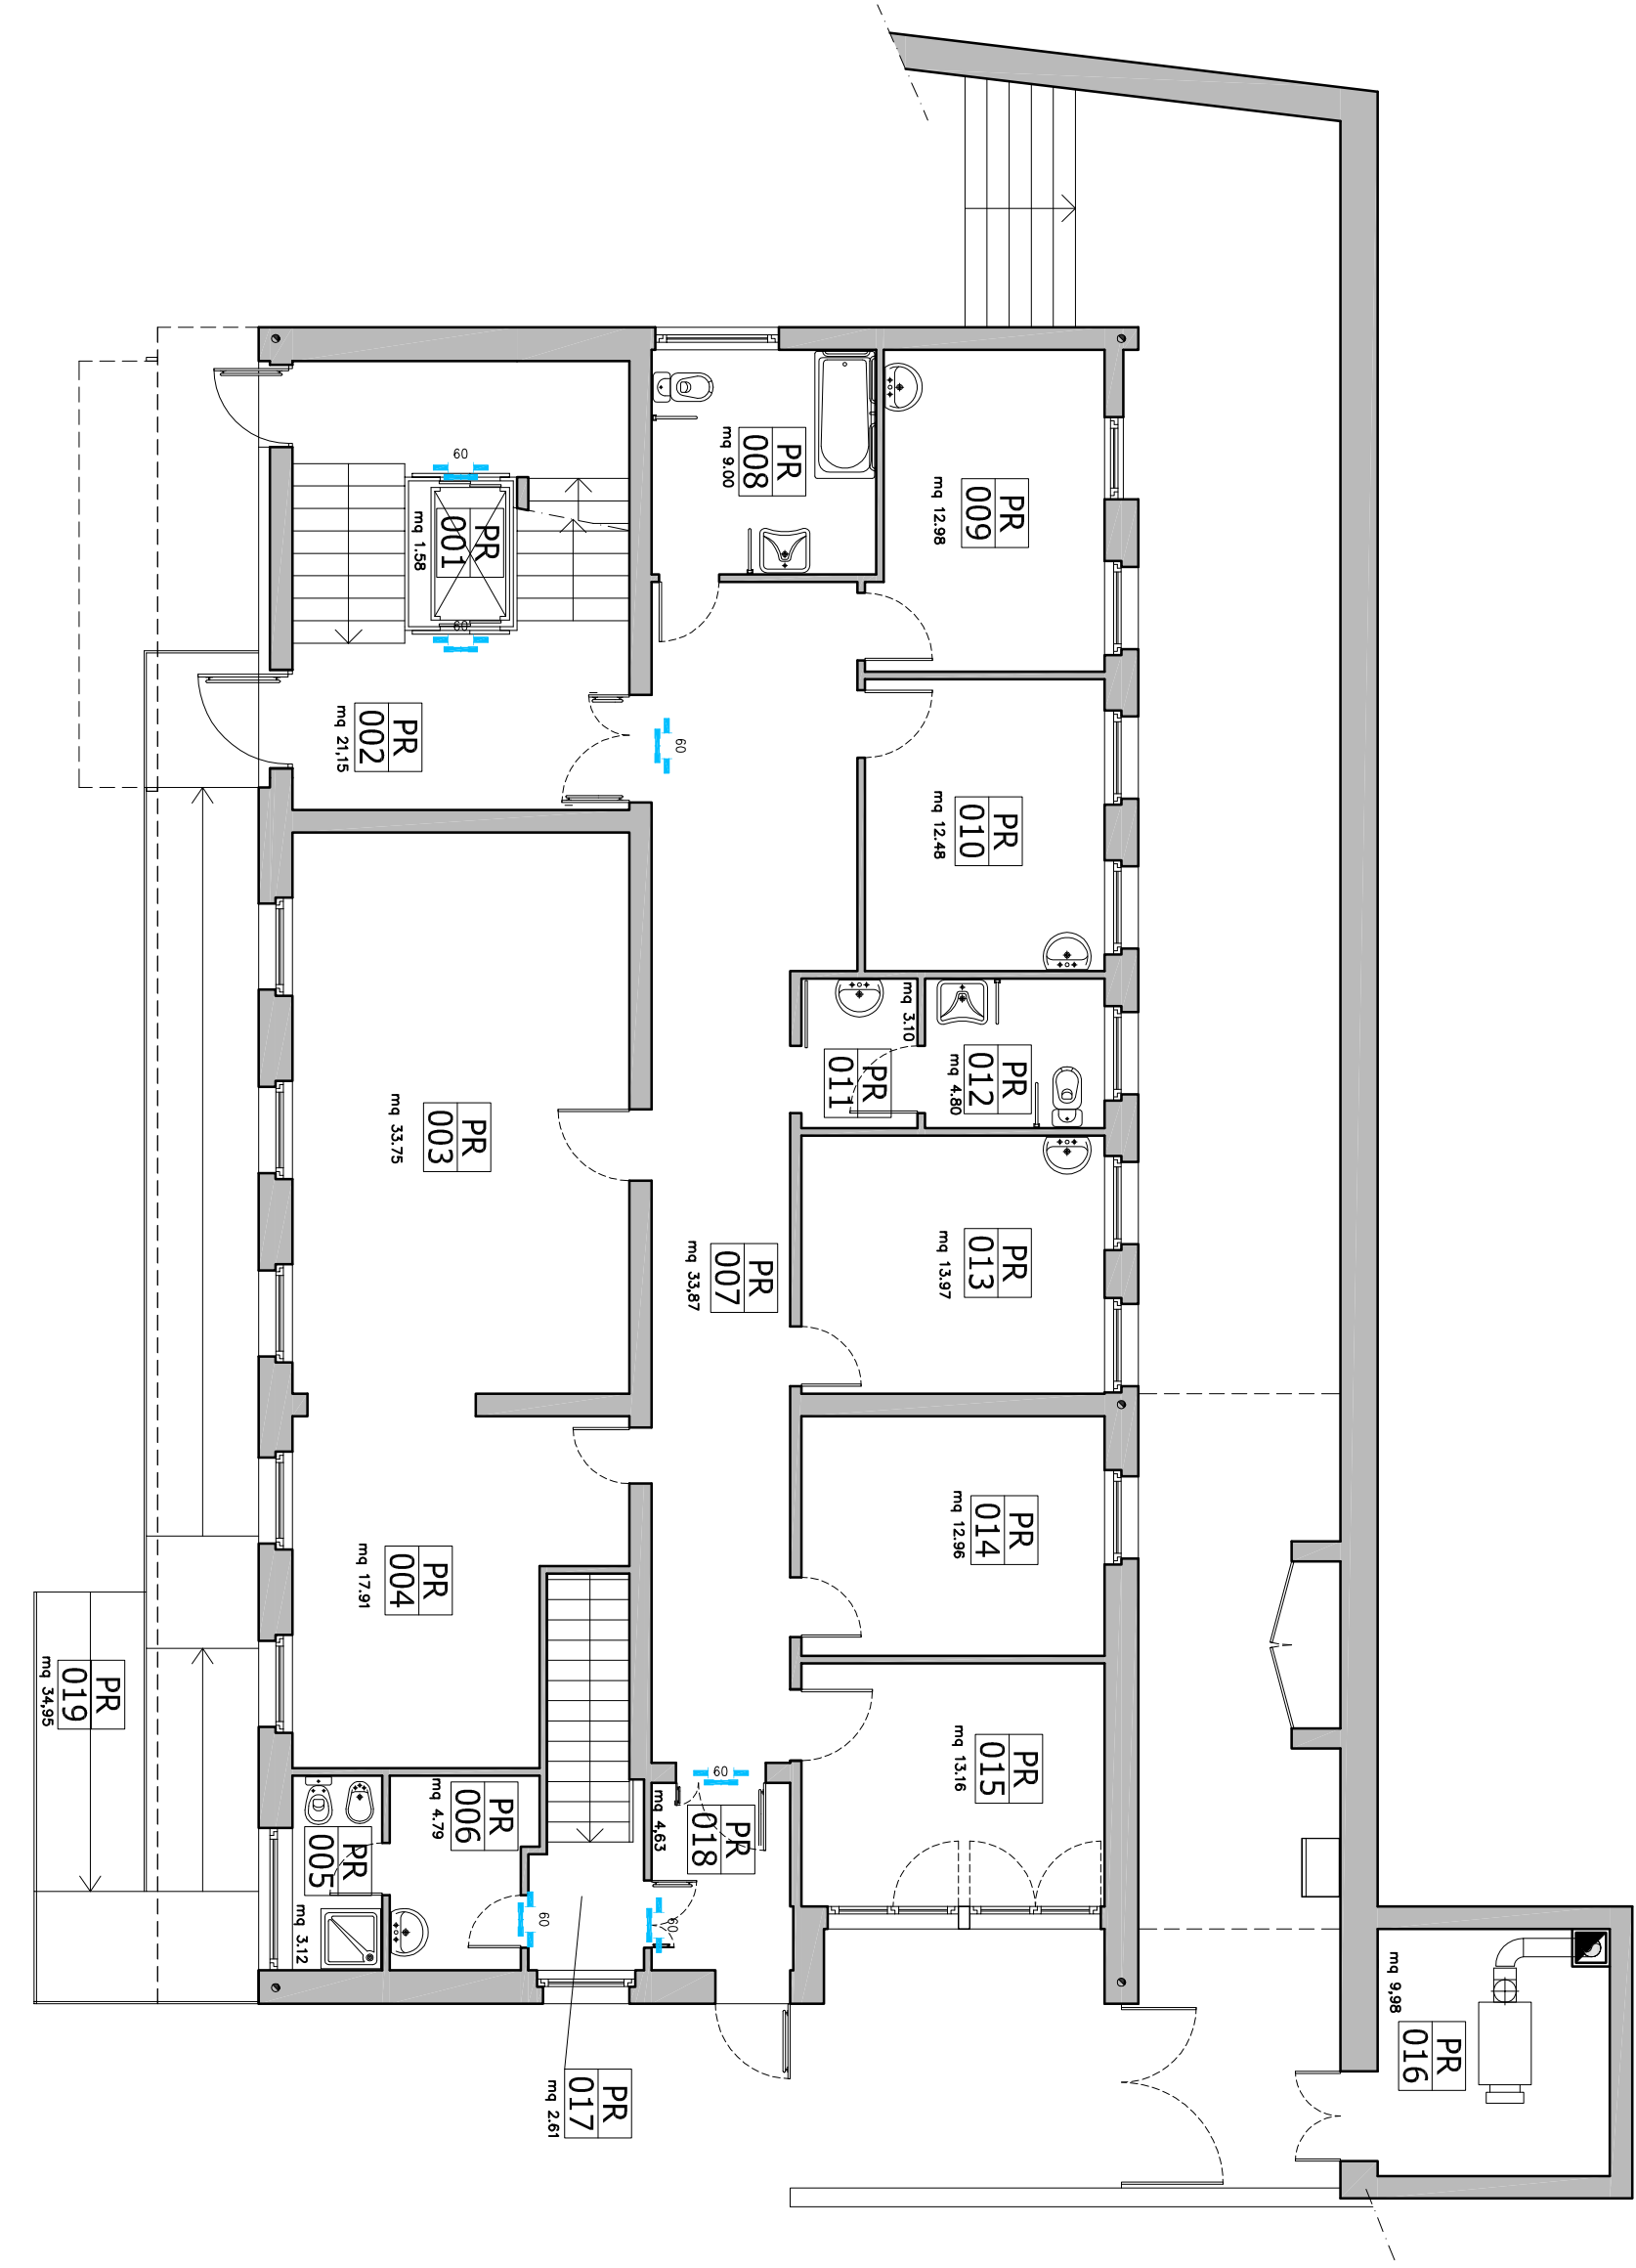 PR
001
mq 1.58
60
60
PR
002
mq 21,15
60
PR
003
mq 33.75
PR
004
mq 17.91
PR
005
mq 3.12
PR
006
mq 4.79
60
PR
007
mq 33,87
PR
008
mq 9.00
PR
009
mq 12.98
PR
010
mq 12.48
PR
011
mq 3.10
PR
012
mq 4.80
PR
013
mq 13.97
PR
014
mq 12.96
PR
015
mq 13.16
PR
016
mq 9,98
PR
017
mq 2.61
60
PR
018
mq 4,63
60
PR
019
mq 34,95